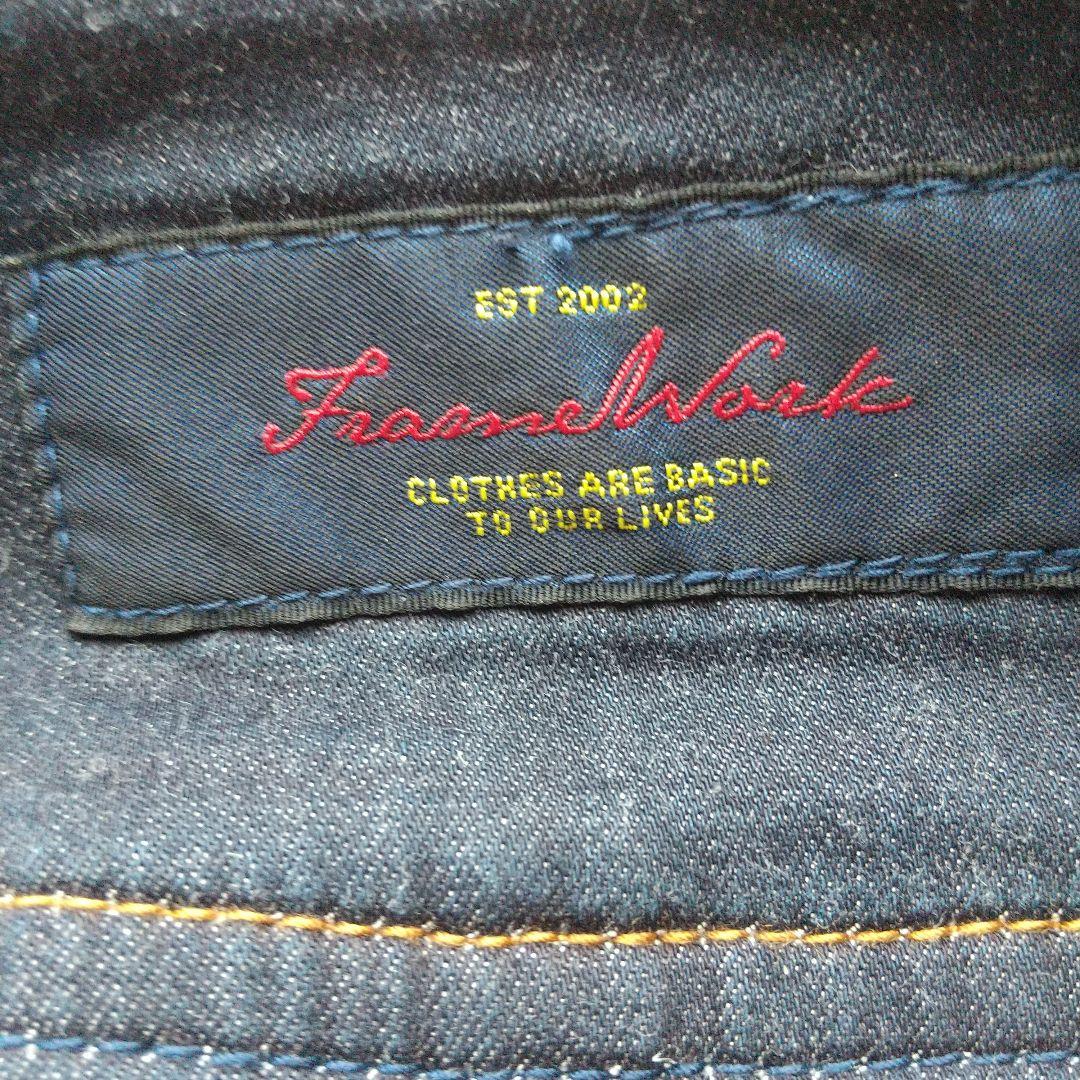 EST 2002
FrameWork
CLOTHES ARE BASIC
TO OUR LIVES